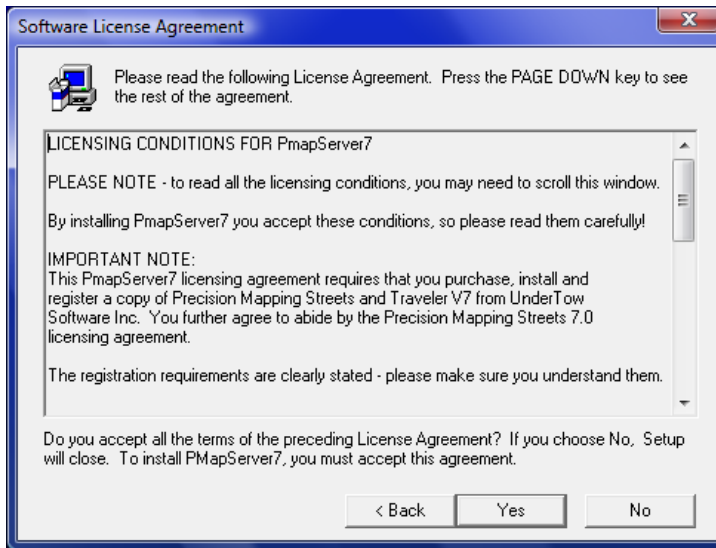 Software License Agreement
Please read the following License Agreement. Press the PAGE DOWN key to see
the rest of the agreement.
LICENSING CONDITIONS FOR PmapServer7
PLEASE NOTE - to read all the licensing conditions, you may need to scroll this window.
By installing PmapServer7 you accept these conditions, so please read them carefully!
IMPORTANT NOTE:
This PmapServer7 licensing agreement requires that you purchase, install and
register a copy of Precision Mapping Streets and Traveler V7 from UnderTow
Software Inc. You further agree to abide by the Precision Mapping Streets 7.0
licensing agreement.
The registration requirements are clearly stated - please make sure you understand them.
Do you accept all the terms of the preceding License Agreement? If you choose No, Setup
will close. To install PMapServer7, you must accept this agreement.
< Back
Yes
No